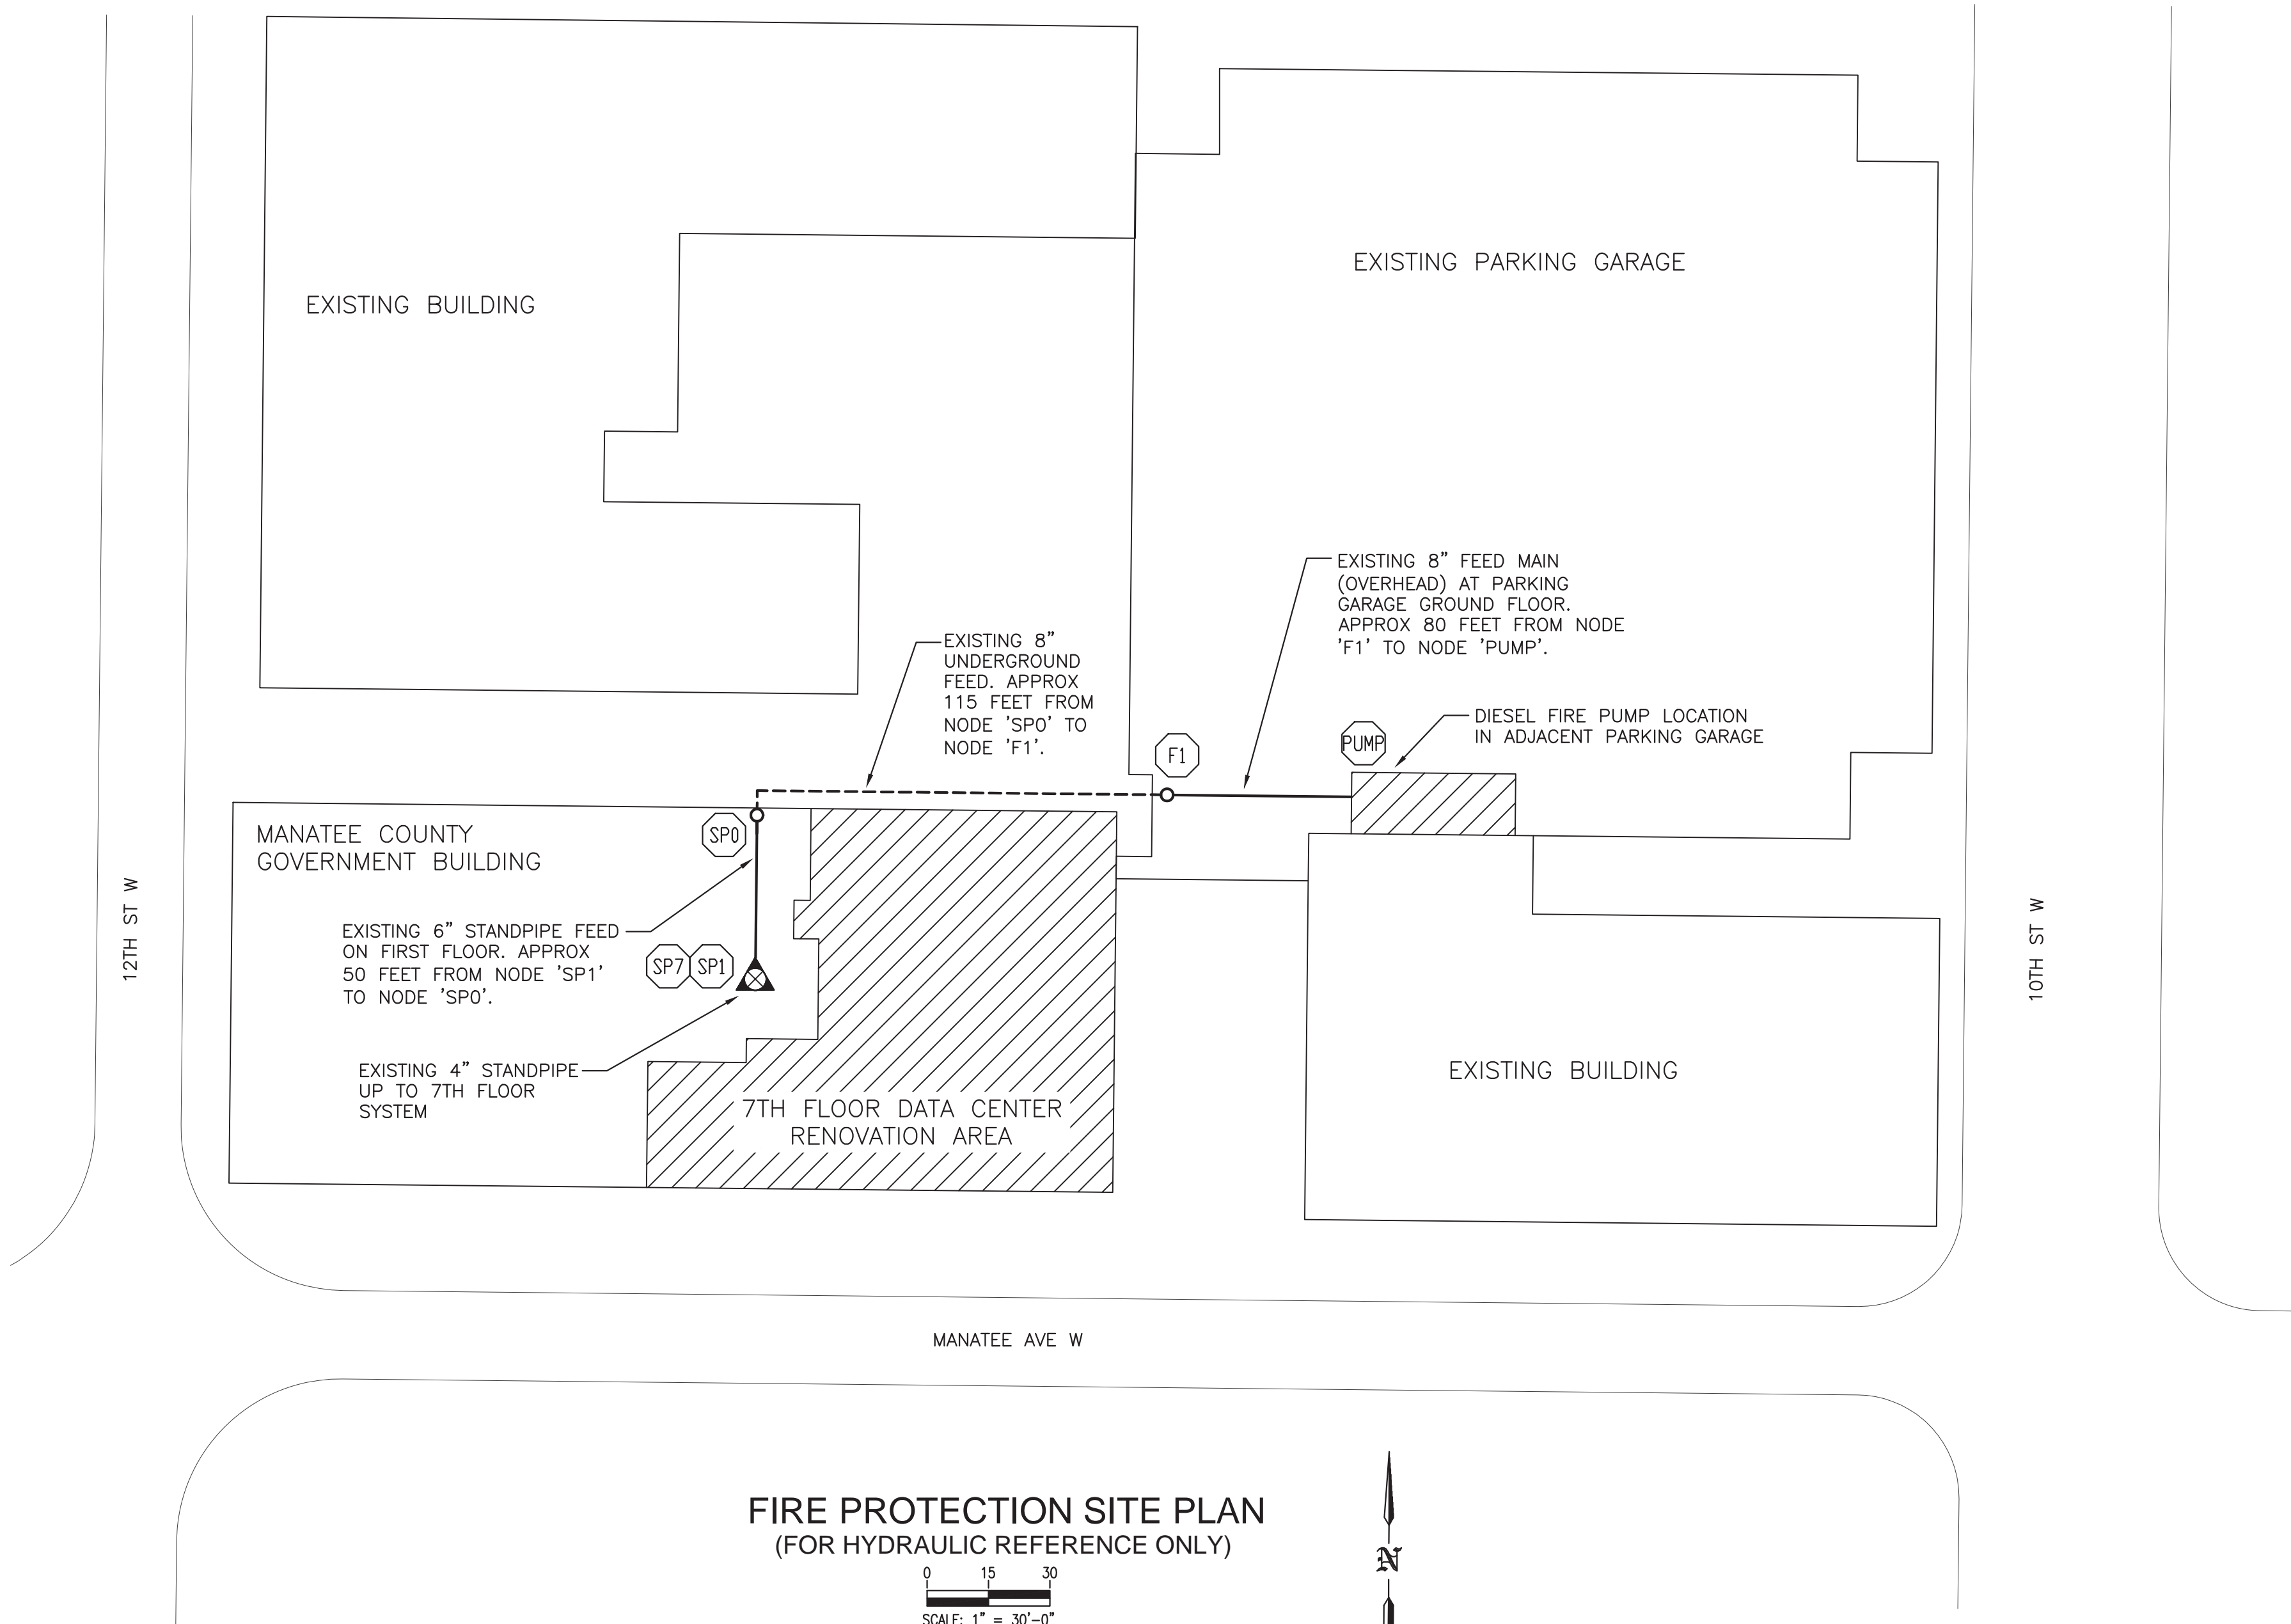 EXISTING PARKING GARAGE
EXISTING BUILDING
EXISTING 8” FEED MAIN
(OVERHEAD) AT PARKING
GARAGE GROUND FLOOR.
APPROX 80 FEET FROM NODE
'F1' TO NODE 'PUMP'.
EXISTING 8”
UNDERGROUND
FEED. APPROX
115 FEET FROM
NODE 'SP0' TO
NODE 'F1'.
DIESEL FIRE PUMP LOCATION
IN ADJACENT PARKING GARAGE
F1
PUMP
SP0
MANATEE COUNTY
GOVERNMENT BUILDING
12TH ST W
10TH ST W
EXISTING 6” STANDPIPE FEED
ON FIRST FLOOR. APPROX
50 FEET FROM NODE 'SP1'
TO NODE 'SP0'.
SP7 SP1
EXISTING 4” STANDPIPE
UP TO 7TH FLOOR
SYSTEM
EXISTING BUILDING
7TH FLOOR DATA CENTER
RENOVATION AREA
MANATEE AVE W
FIRE PROTECTION SITE PLAN
(FOR HYDRAULIC REFERENCE ONLY)
0 15 30
SCALE: 1” = 30'-0”
N